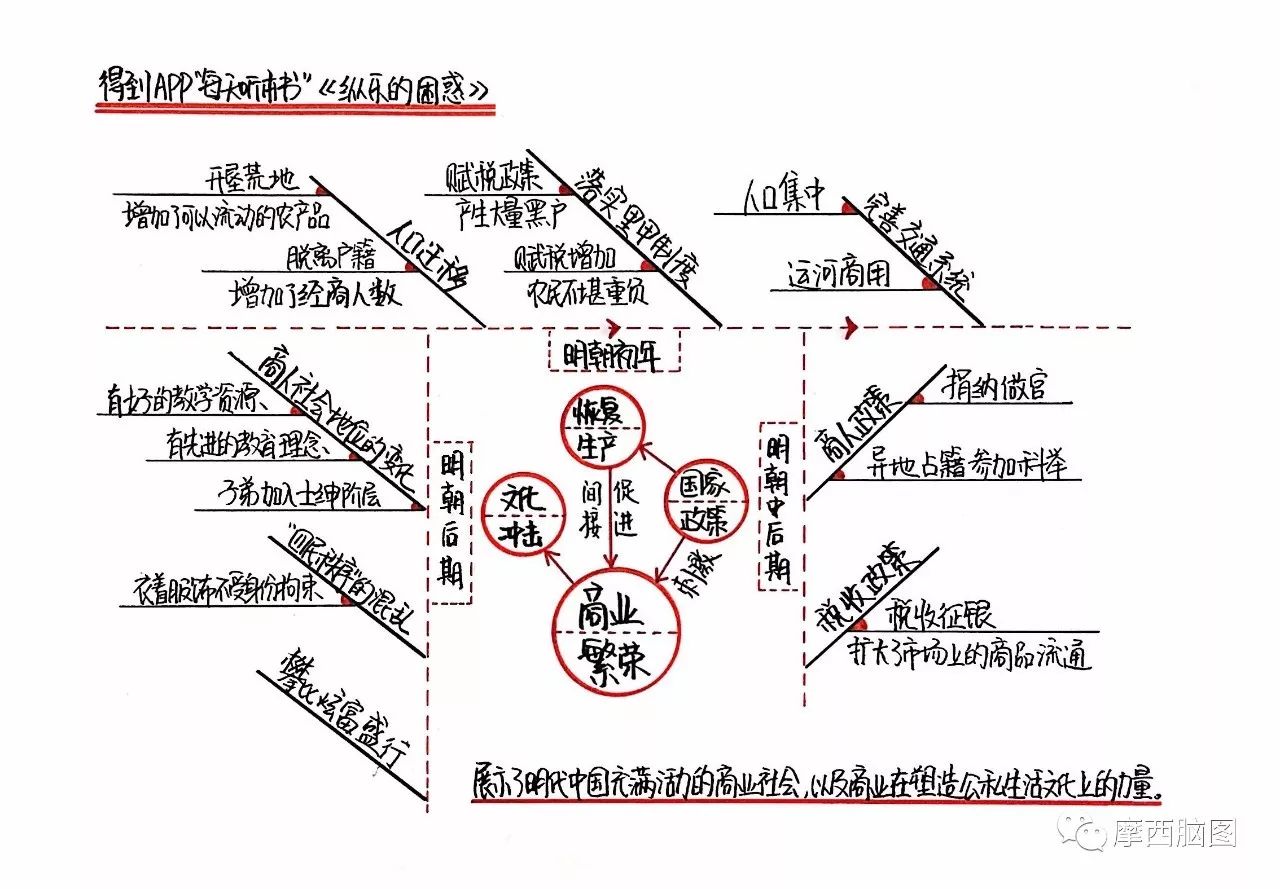 得到APP"每天听本书"《纵乐的困惑》
开垦荒地
增加了可以流动的农产品
脱离户籍
增加了经商人数
人口迁移
赋税政策
产生大量黑户
赋税增加
农民不堪重负
落实里甲制度
人口集中
运河商用
完善交通系统
明朝初年
商人社会地位的变化
有好的教学资源、
有先进的教育理念、
子弟加入士绅阶层
衣着服饰不受身份拘束
攀比炫富盛行
明朝后期
恢复
生产
国家
政策
文化
冲击
商业
繁荣
间接
促进
刺激
明朝中后期
商人政策
捐纳做官
异地占籍参加科举
税收政策
税收征银
扩大了市场上的商品流通
展示了明代中国充满活动的商业社会,以及商业在塑造公私生活文化上的力量。
摩西脑图